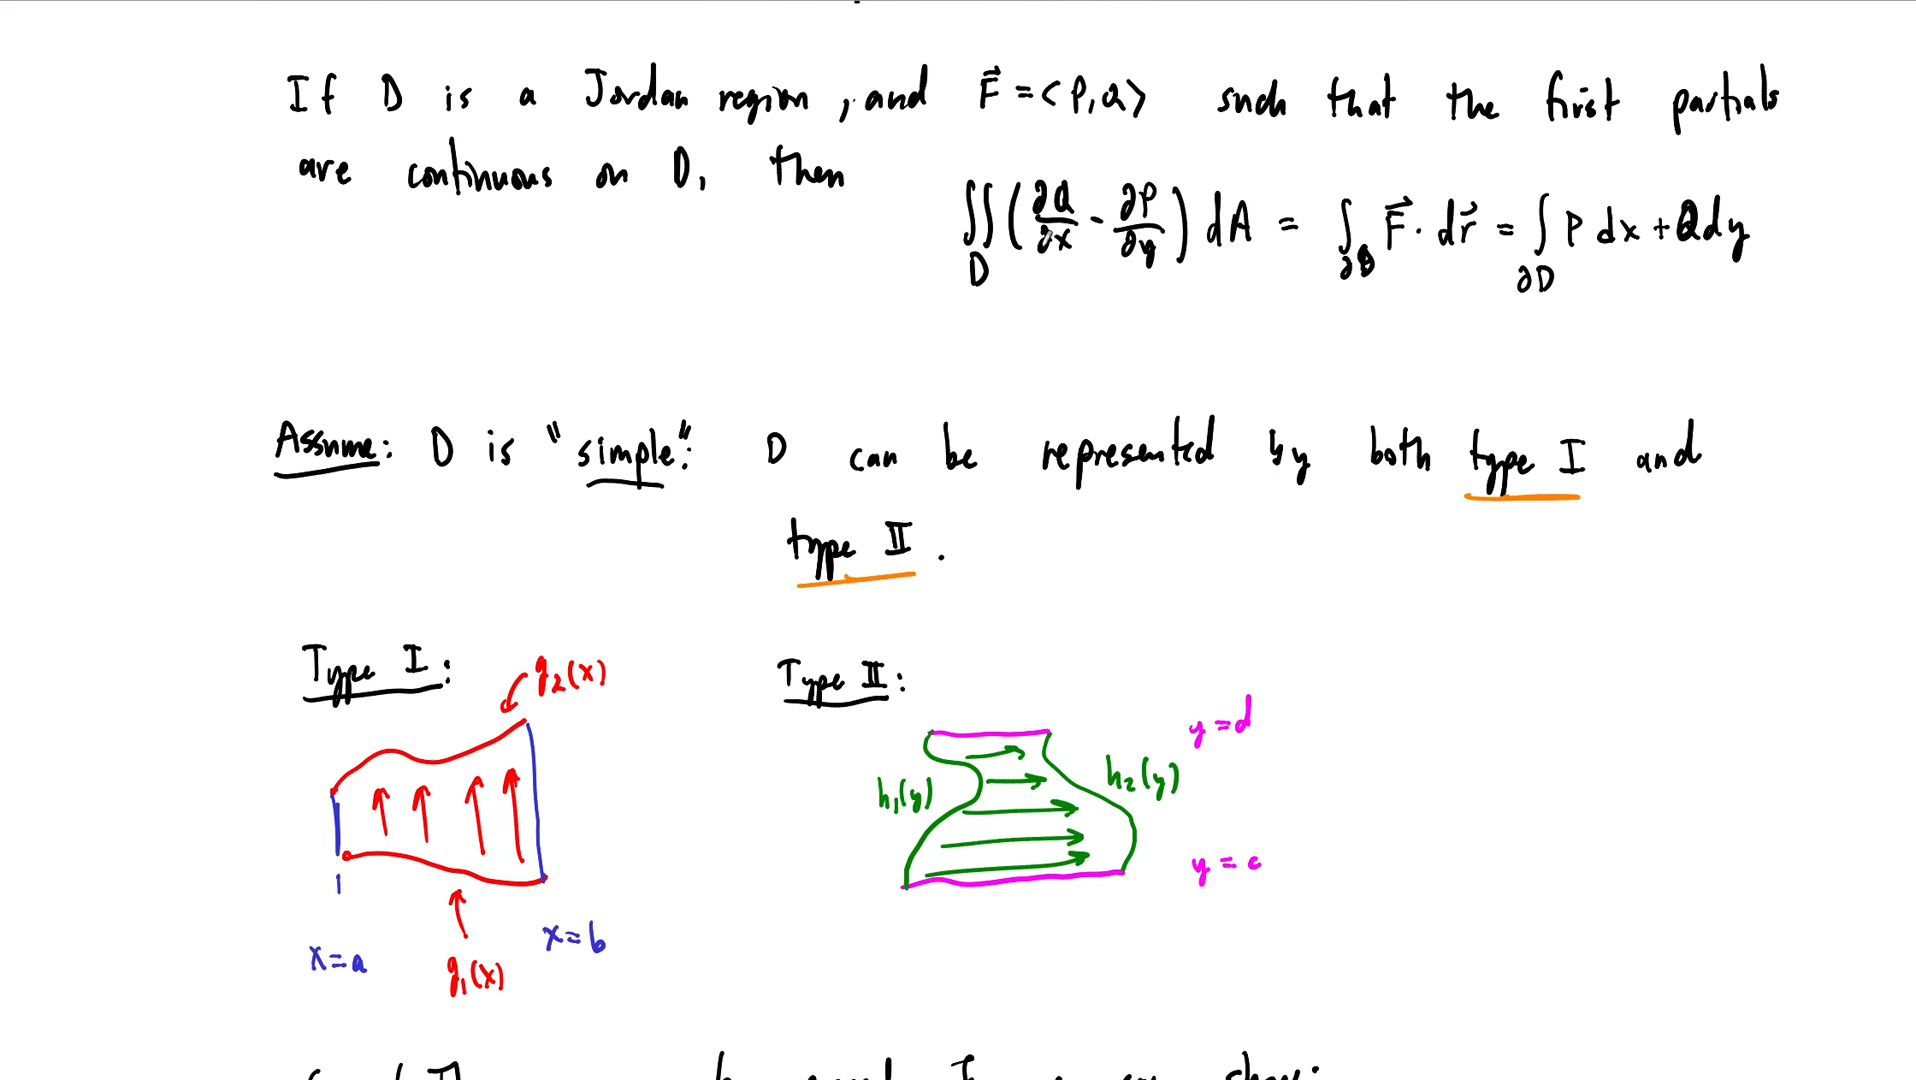 If D is a Jordan region, and F⃗ = <P,Q> such that the first partials
are continuous on D, then
∬_D (∂Q/∂x - ∂P/∂y) dA = ∫_∂D F⃗ · dr⃗ = ∫_∂D P dx + Q dy
Assume: D is "simple": D can be represented by both type I and
type II.
Type I:
g₂(x)
x=a
g₁(x)
x=b
Type II:
y=d
h₁(y)
h₂(y)
y=c